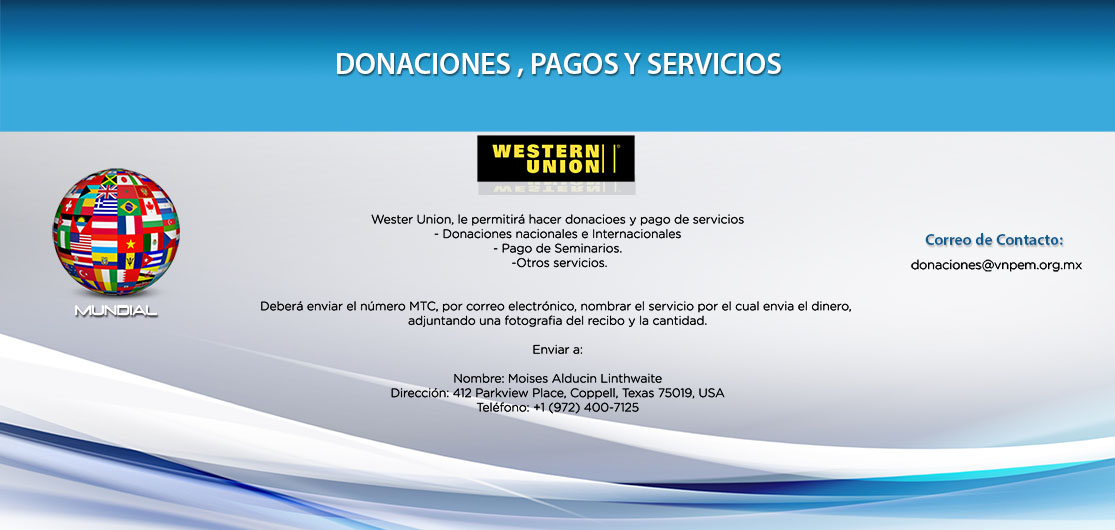 DONACIONES , PAGOS Y SERVICIOS
WESTERN
UNION
Wester Union, le permitirá hacer donacioes y pago de servicios
- Donaciones nacionales e Internacionales
- Pago de Seminarios.
-Otros servicios.
Correo de Contacto:
donaciones@vnpem.org.mx
MUNDIAL
Deberá enviar el número MTC, por correo electrónico, nombrar el servicio por el cual envia el dinero,
adjuntando una fotografia del recibo y la cantidad.
Enviar a:
Nombre: Moises Alducin Linthwaite
Dirección: 412 Parkview Place, Coppell, Texas 75019, USA
Teléfono: +1 (972) 400-7125